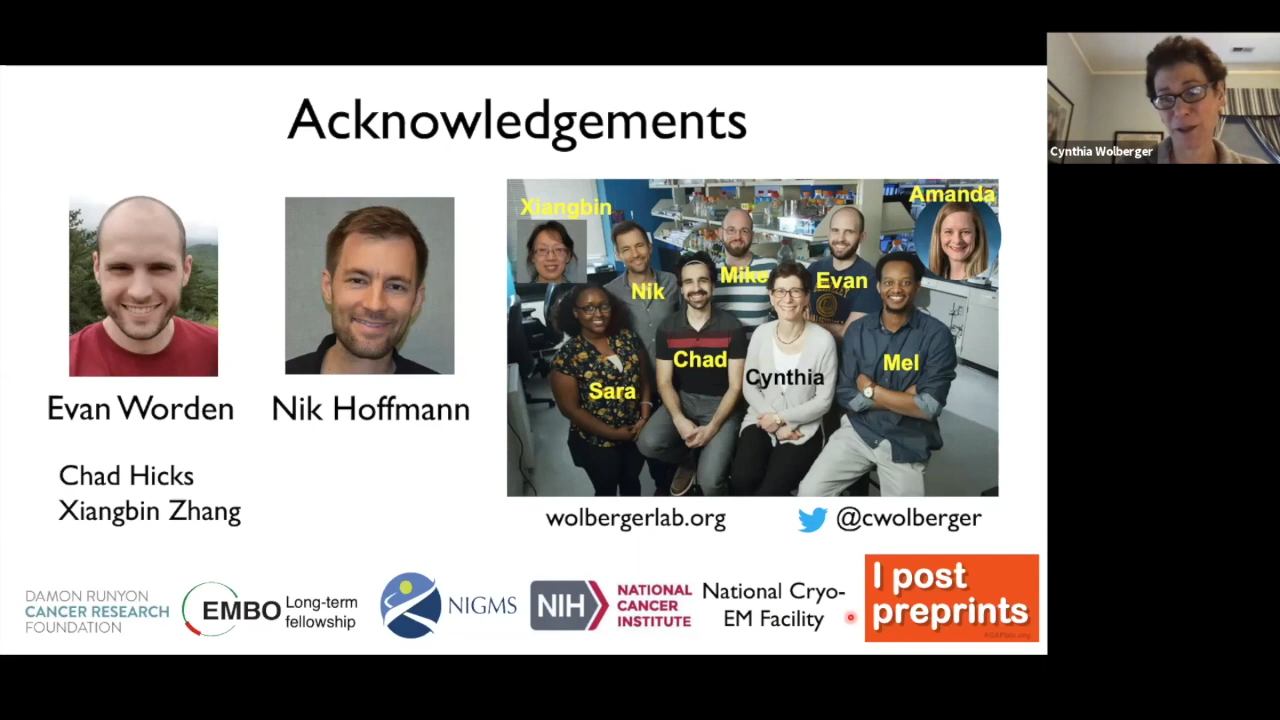 Acknowledgements
Cynthia Wolberger
Xiangbin
Amanda
Nik
Mike
Evan
Sara
Chad
Cynthia
Mel
Evan Worden
Nik Hoffmann
Chad Hicks
Xiangbin Zhang
wolbergerlab.org
@cwolberger
DAMON RUNYON
CANCER RESEARCH
FOUNDATION
EMBO
Long-term
fellowship
NIGMS
NIH
NATIONAL
CANCER
INSTITUTE
National Cryo-
EM Facility
I post
preprints